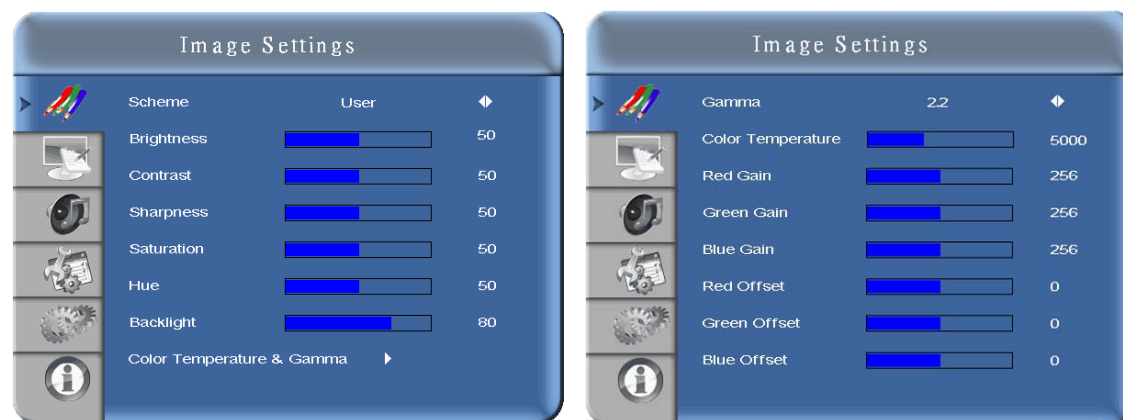 Image Settings
Scheme User
Brightness 50
Contrast 50
Sharpness 50
Saturation 50
Hue 50
Backlight 80
Color Temperature & Gamma
Image Settings
Gamma 2.2
Color Temperature 5000
Red Gain 256
Green Gain 256
Blue Gain 256
Red Offset 0
Green Offset 0
Blue Offset 0